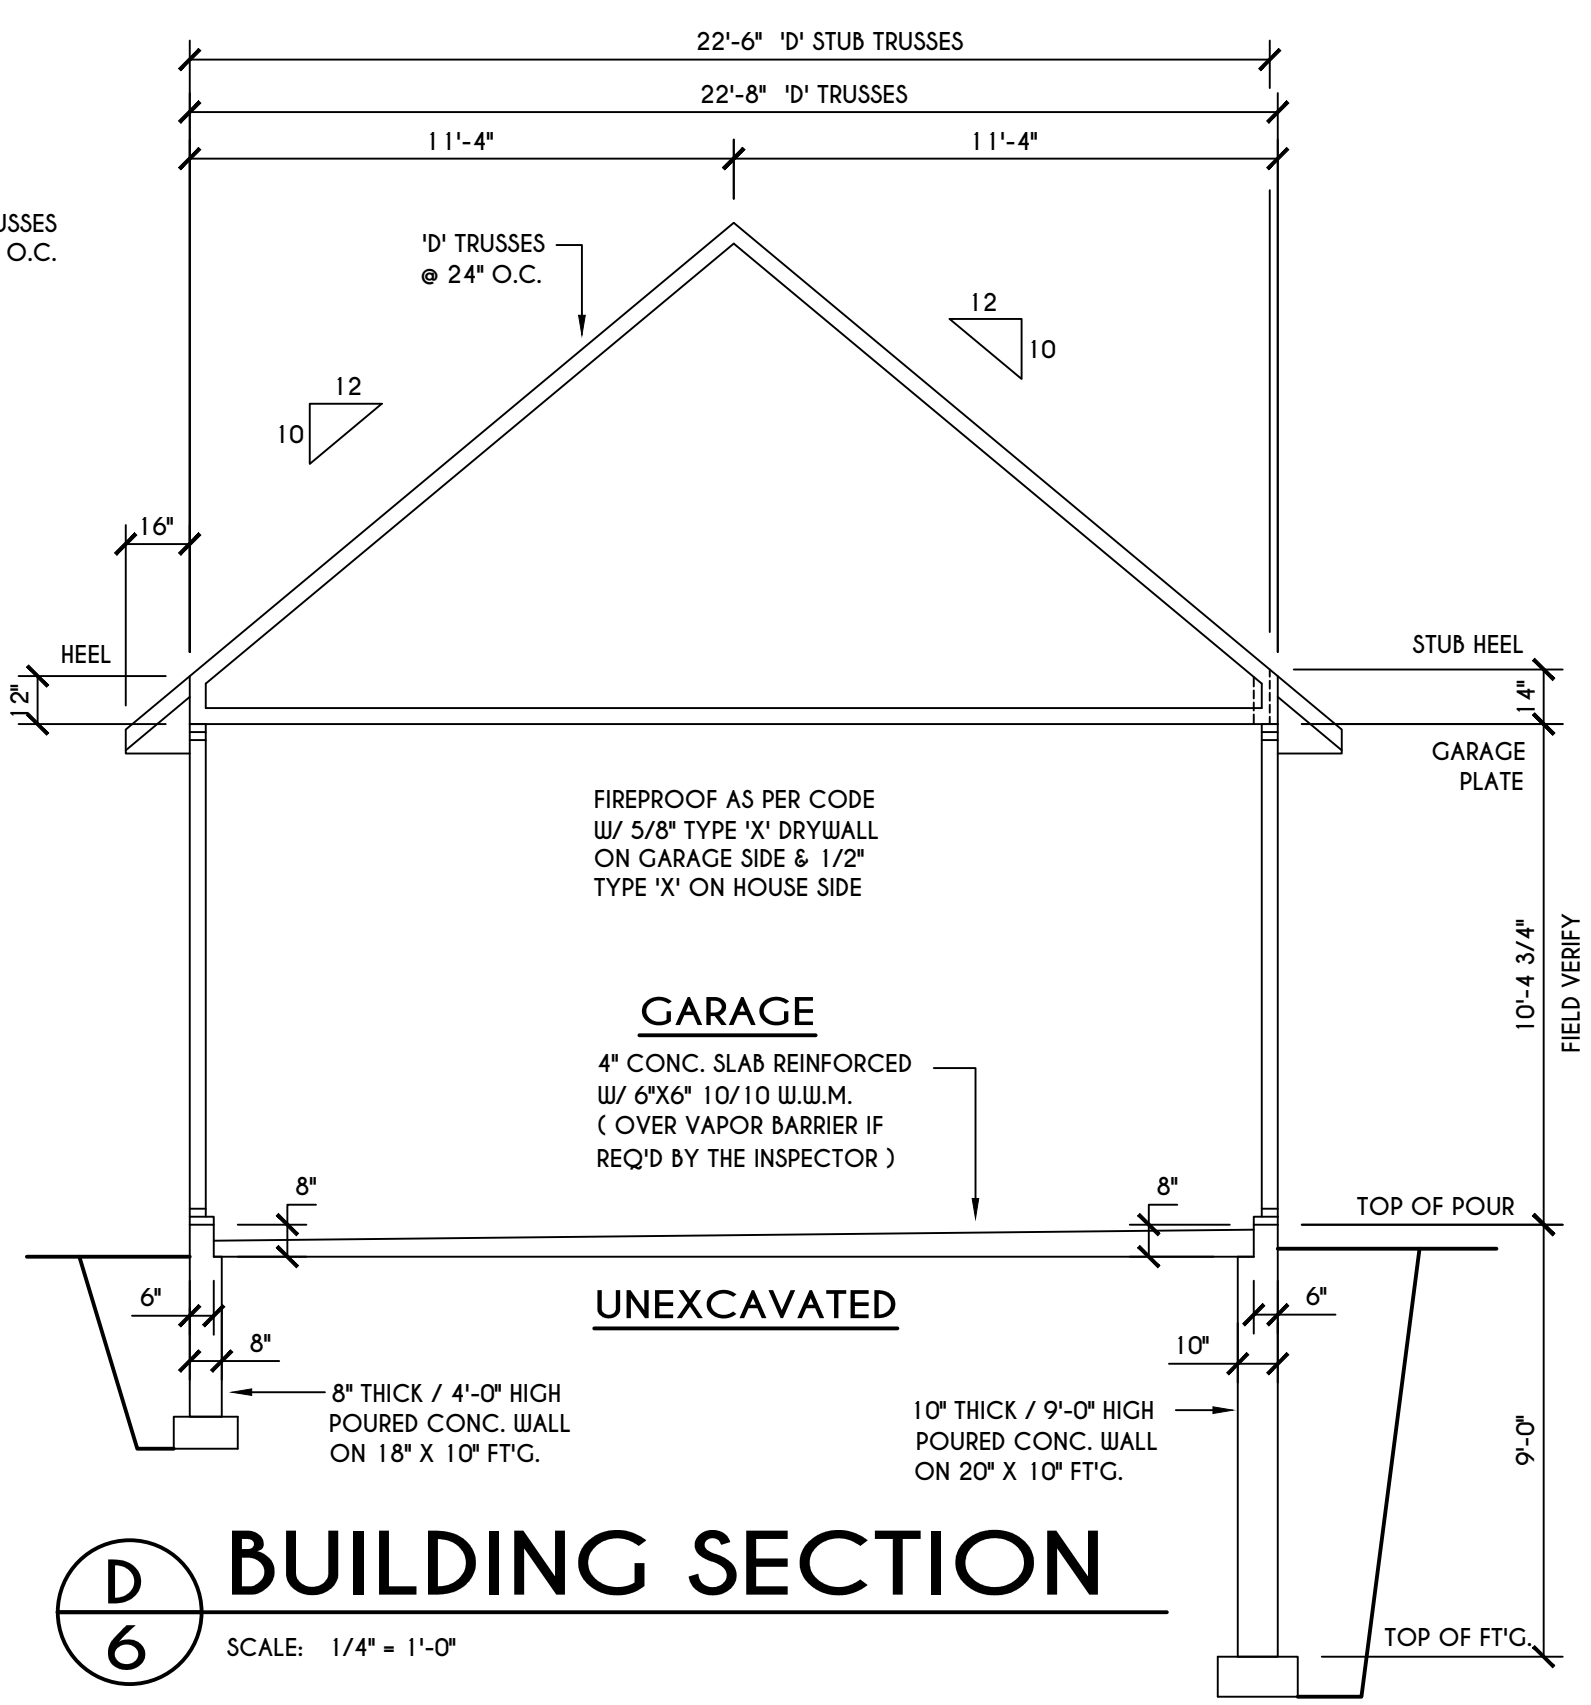 22'-6" 'D' STUB TRUSSES
22'-8" 'D' TRUSSES
11'-4"
11'-4"
O.C.
'D' TRUSSES
@ 24" O.C.
12
10
12
10
16"
HEEL
12"
STUB HEEL
14"
GARAGE
PLATE
FIREPROOF AS PER CODE
W/ 5/8" TYPE 'X' DRYWALL
ON GARAGE SIDE & 1/2"
TYPE 'X' ON HOUSE SIDE
10'-4 3/4"
FIELD VERIFY
GARAGE
4" CONC. SLAB REINFORCED
W/ 6"X6" 10/10 W.W.M.
( OVER VAPOR BARRIER IF
REQ'D BY THE INSPECTOR )
8"
8"
TOP OF POUR
UNEXCAVATED
6"
6"
8"
10"
8" THICK / 4'-0" HIGH
POURED CONC. WALL
ON 18" X 10" FT'G.
10" THICK / 9'-0" HIGH
POURED CONC. WALL
ON 20" X 10" FT'G.
9'-0"
TOP OF FT'G.
D
6
BUILDING SECTION
SCALE: 1/4" = 1'-0"